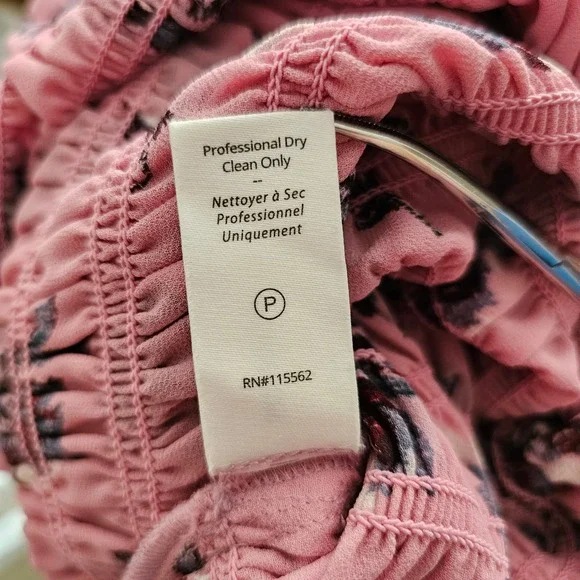 Professional Dry
Clean Only
--
Nettoyer à Sec
Professionnel
Uniquement
P
RN#115562